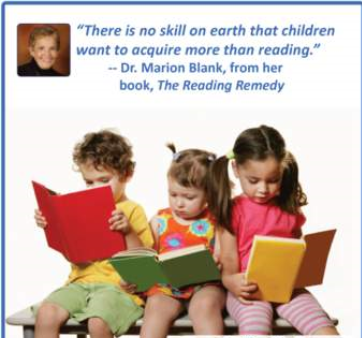 "There is no skill on earth that children
want to acquire more than reading."
-- Dr. Marion Blank, from her
book, The Reading Remedy